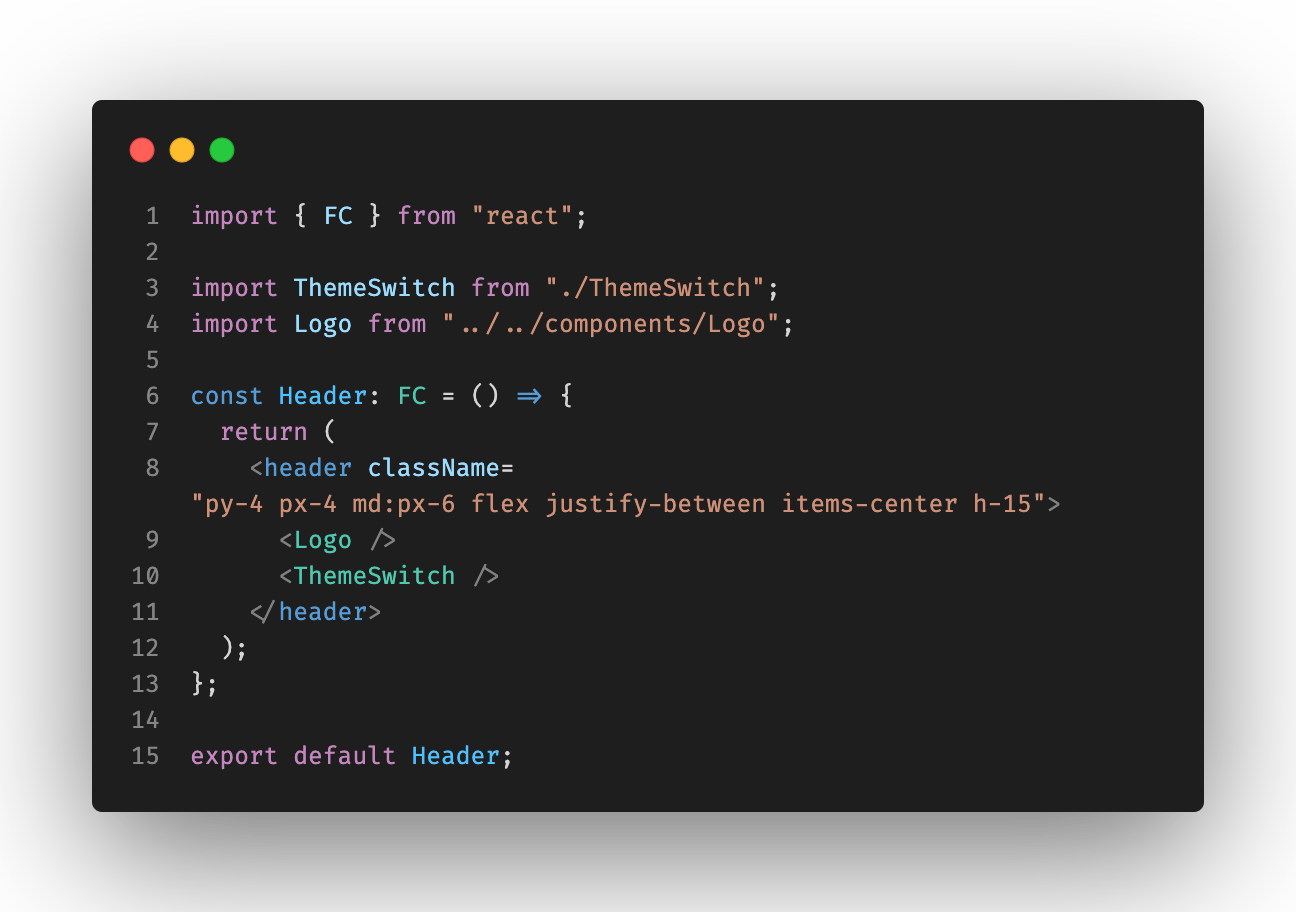 1 import { FC } from "react";
2
3 import ThemeSwitch from "./ThemeSwitch";
4 import Logo from "../../components/Logo";
5
6 const Header: FC = () => {
7   return (
8     <header className=
"py-4 px-4 md:px-6 flex justify-between items-center h-15">
9       <Logo />
10       <ThemeSwitch />
11     </header>
12   );
13 };
14
15 export default Header;